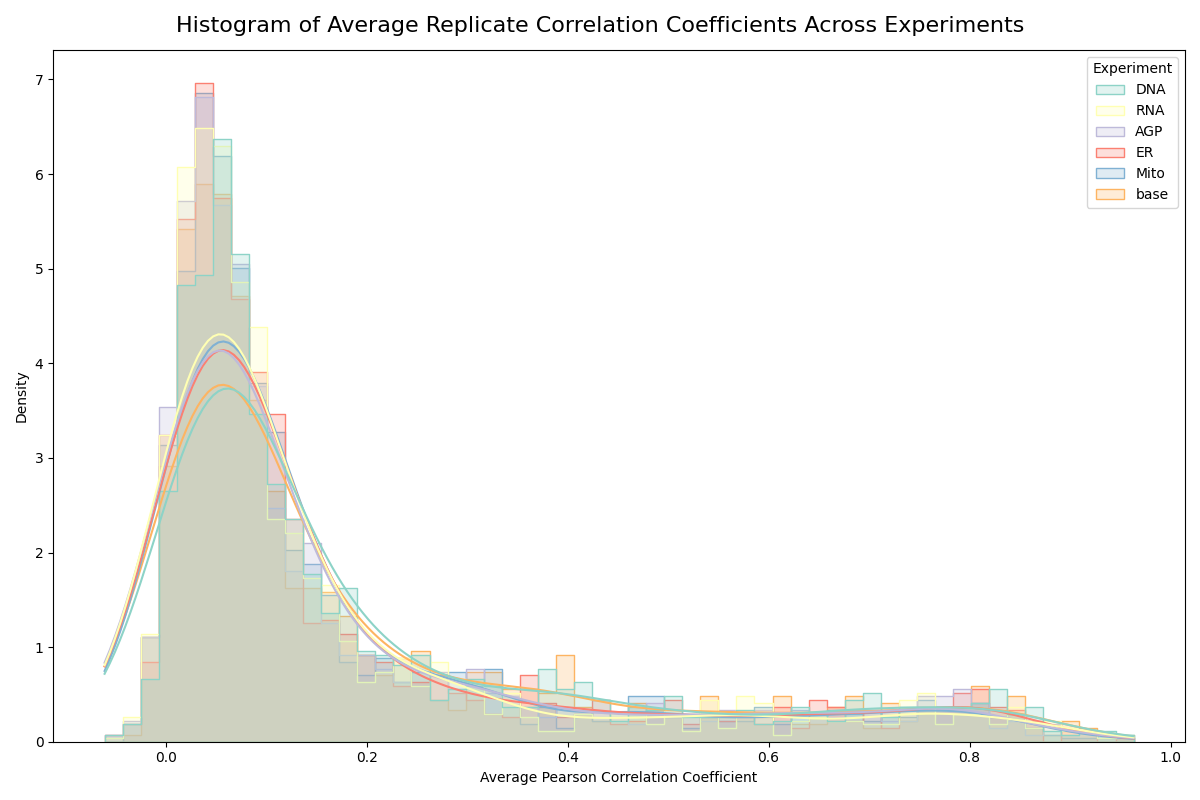 Histogram of Average Replicate Correlation Coefficients Across Experiments
7
6
5
4
3
2
1
0
Density
0.0
0.2
0.4
0.6
0.8
1.0
Average Pearson Correlation Coefficient
Experiment
DNA
RNA
AGP
ER
Mito
base